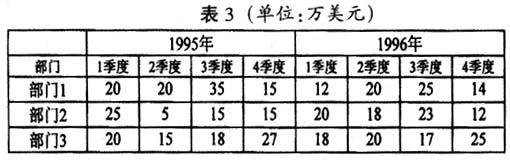 表3（单位:万美元）
1995年 1996年
部门 1季度 2季度 3季度 4季度 1季度 2季度 3季度 4季度
部门1 20 20 35 15 12 20 25 14
部门2 25 5 15 15 20 18 23 12
部门3 20 15 18 27 18 20 17 25